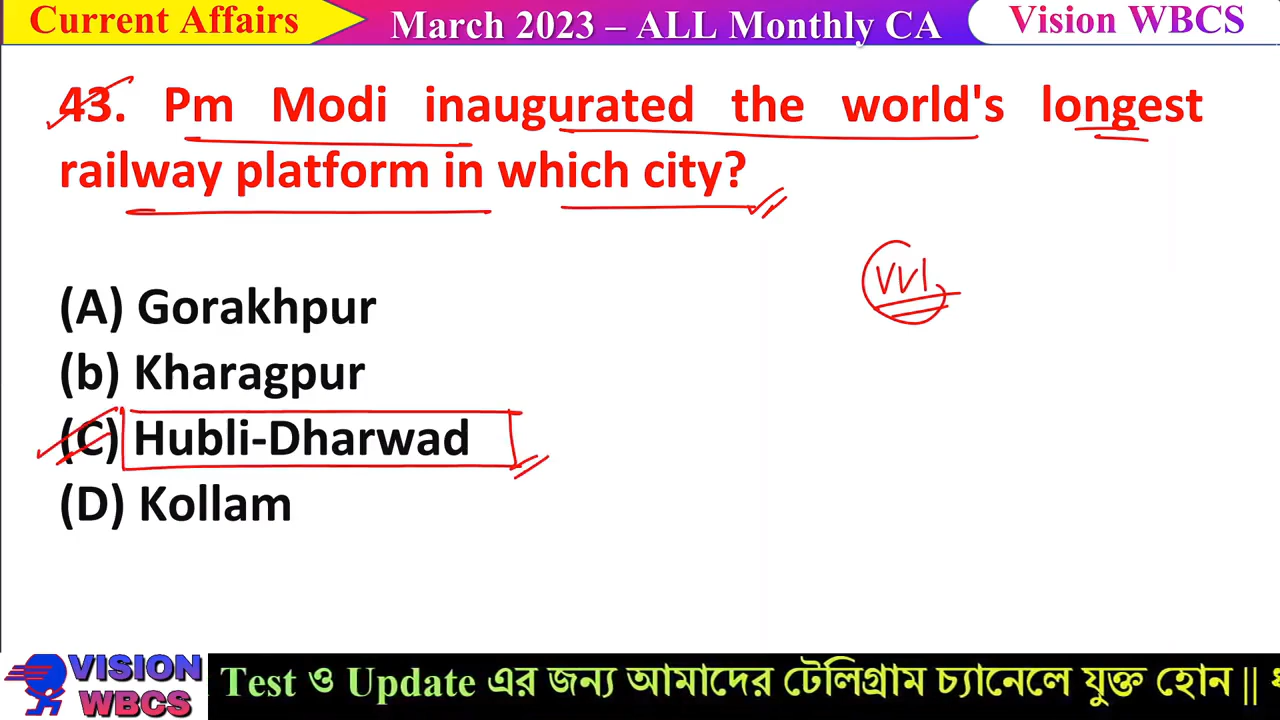 Current Affairs
March 2023 – ALL Monthly CA
Vision WBCS
43. Pm Modi inaugurated the world's longest
railway platform in which city?
VVI
(A) Gorakhpur
(b) Kharagpur
(C) Hubli-Dharwad
(D) Kollam
VISION
WBCS
Test ও Update এর জন্য আমাদের টেলিগ্রাম চ্যানেলে যুক্ত হোন ||